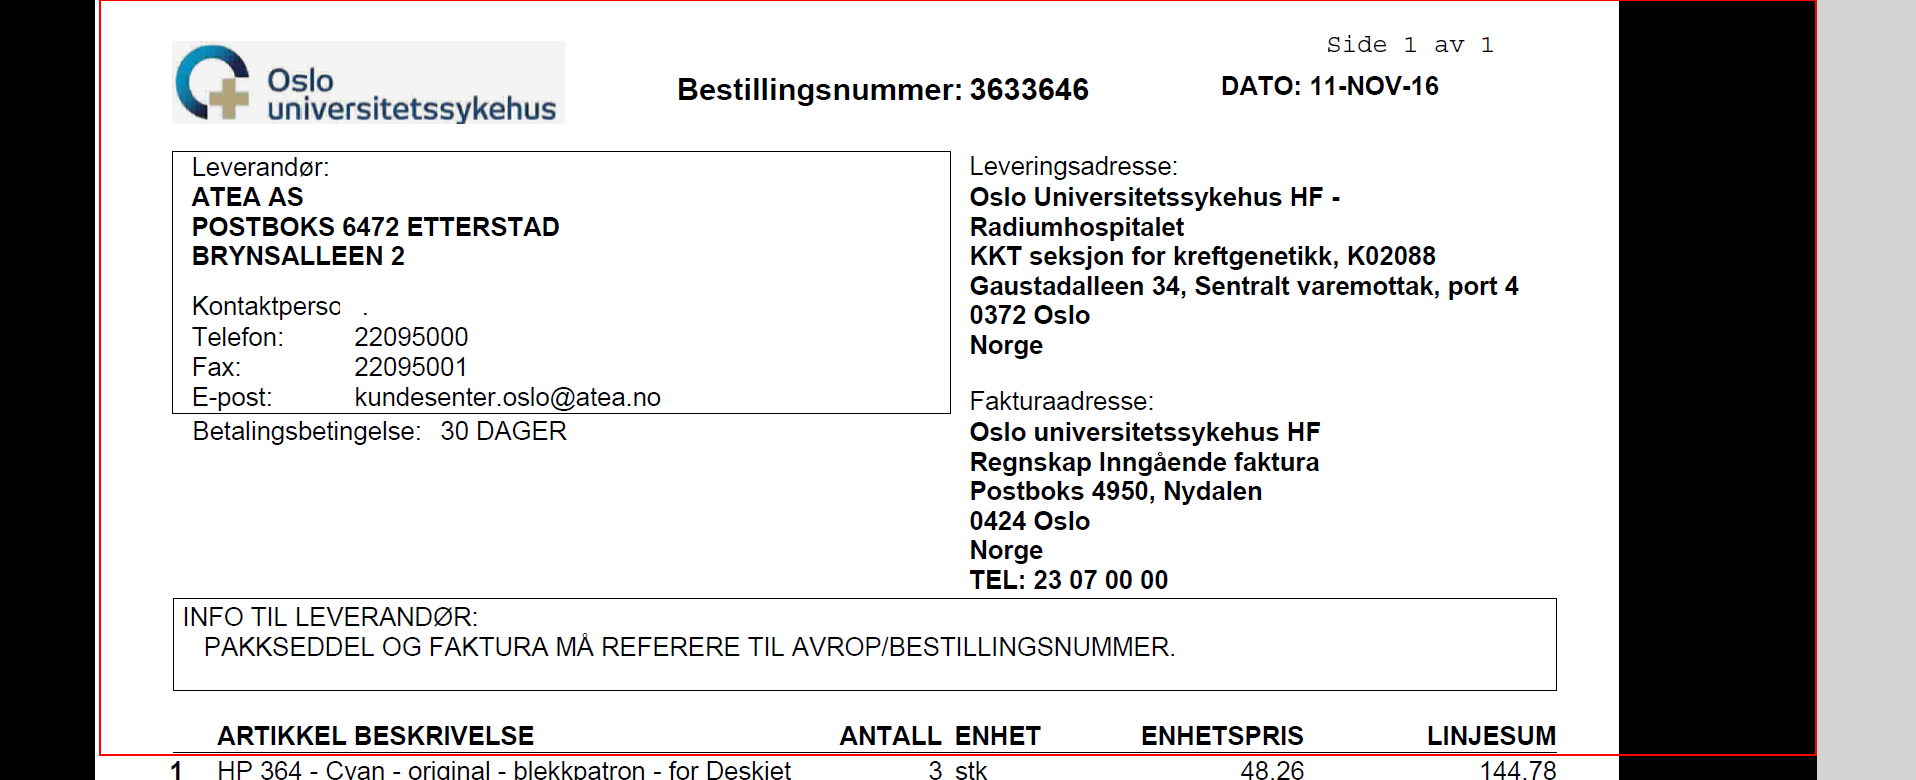 Side 1 av 1
Oslo
universitetssykehus
Bestillingsnummer: 3633646
DATO: 11-NOV-16
Leverandør:
ATEA AS
POSTBOKS 6472 ETTERSTAD
BRYNSALLEEN 2
Kontaktperso .
Telefon: 22095000
Fax: 22095001
E-post: kundesenter.oslo@atea.no
Betalingsbetingelse: 30 DAGER
Leveringsadresse:
Oslo Universitetssykehus HF -
Radiumhospitalet
KKT seksjon for kreftgenetikk, K02088
Gaustadalleen 34, Sentralt varemottak, port 4
0372 Oslo
Norge
Fakturaadresse:
Oslo universitetssykehus HF
Regnskap Inngående faktura
Postboks 4950, Nydalen
0424 Oslo
Norge
TEL: 23 07 00 00
INFO TIL LEVERANDØR:
PAKKSEDDEL OG FAKTURA MÅ REFERERE TIL AVROP/BESTILLINGSNUMMER.
ARTIKKEL BESKRIVELSE ANTALL ENHET ENHETSPRIS LINJESUM
1 HP 364 - Cyan - original - blekkpatron - for Deskjet 3 stk 48.26 144.78